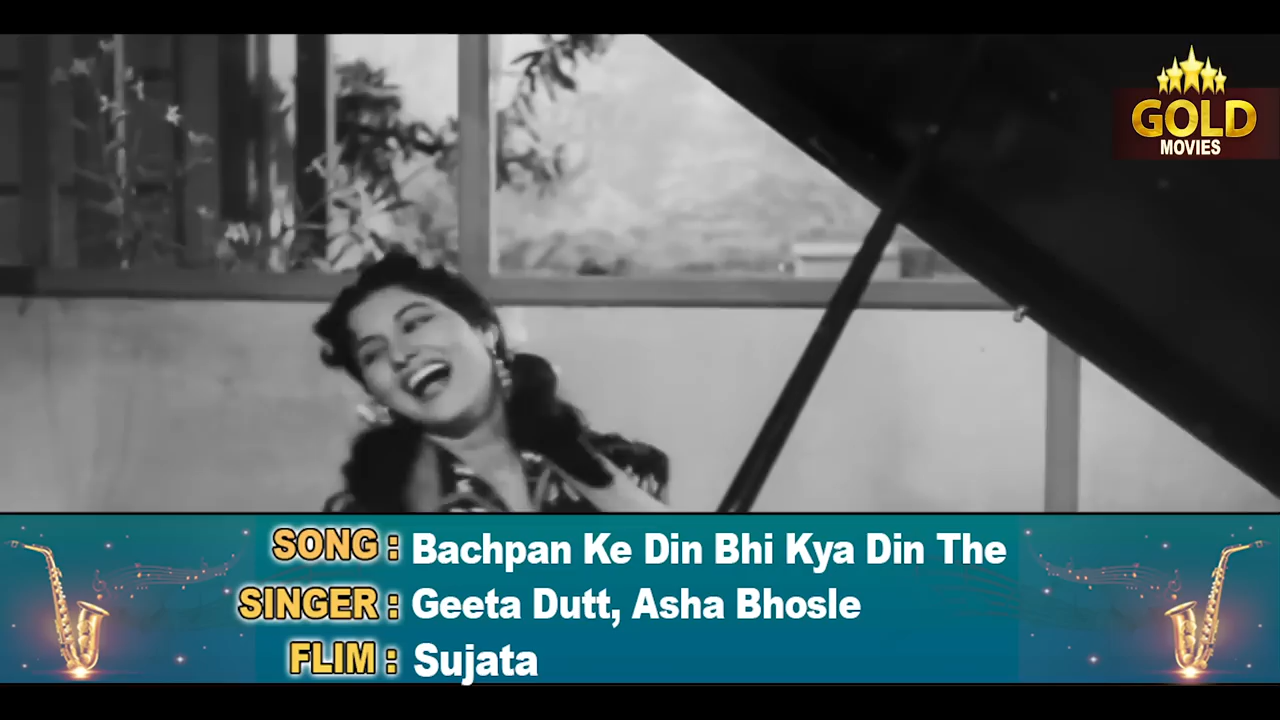 GOLD
MOVIES
SONG : Bachpan Ke Din Bhi Kya Din The
SINGER : Geeta Dutt, Asha Bhosle
FLIM : Sujata